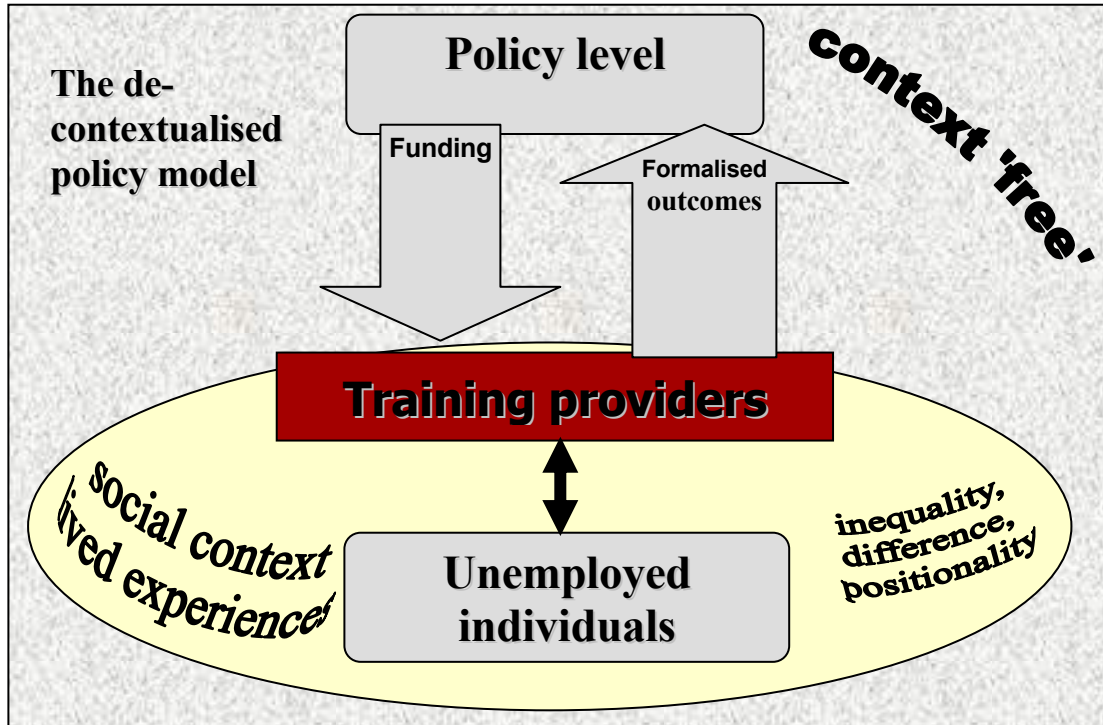 Policy level
context 'free'
The de-
contextualised
policy model
Funding
Formalised
outcomes
Training providers
social context
lived experiences
inequality,
difference,
positionality
Unemployed
individuals